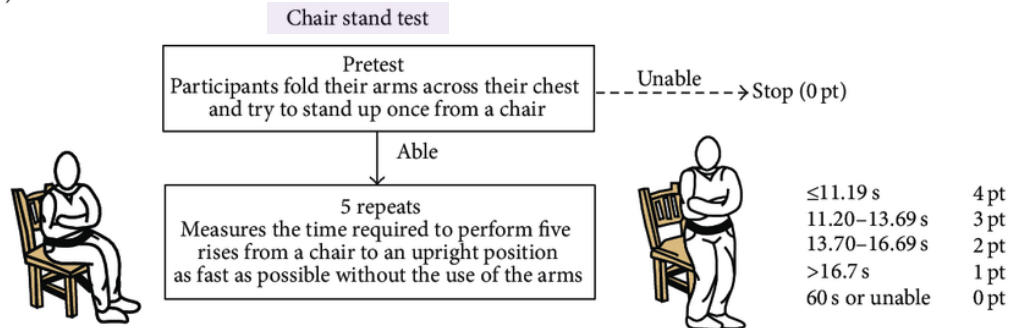 Chair stand test
Pretest
Participants fold their arms across their chest
and try to stand up once from a chair
Unable
Stop (0 pt)
Able
5 repeats
Measures the time required to perform five
rises from a chair to an upright position
as fast as possible without the use of the arms
≤11.19 s 4 pt
11.20–13.69 s 3 pt
13.70–16.69 s 2 pt
>16.7 s 1 pt
60 s or unable 0 pt